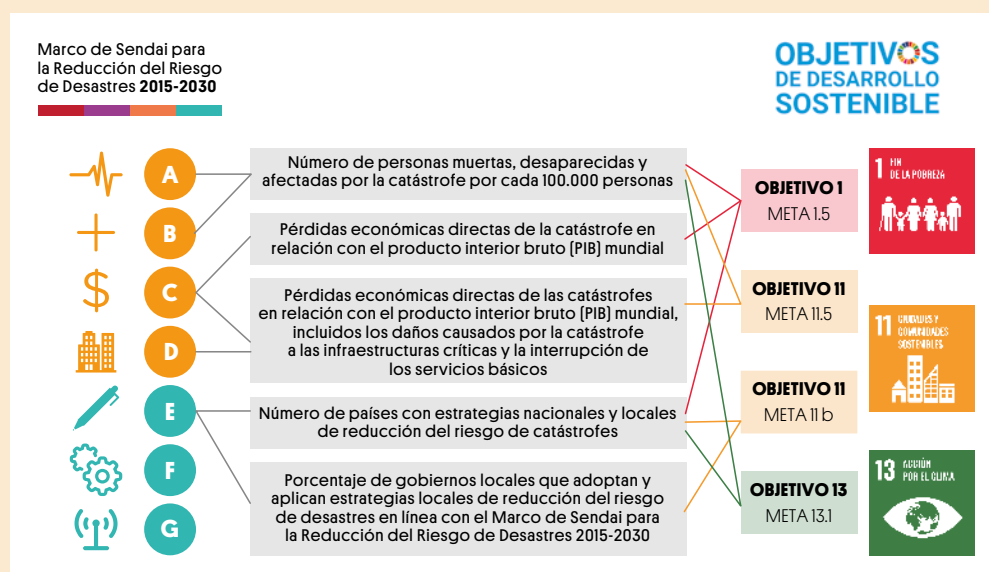 Marco de Sendai para
la Reducción del Riesgo
de Desastres 2015-2030
OBJETIVOS
DE DESARROLLO
SOSTENIBLE
A
B
C
D
E
F
G
Número de personas muertas, desaparecidas y
afectadas por la catástrofe por cada 100.000 personas
Pérdidas económicas directas de la catástrofe en
relación con el producto interior bruto (PIB) mundial
Pérdidas económicas directas de las catástrofes
en relación con el producto interior bruto (PIB) mundial,
incluidos los daños causados por la catástrofe
a las infraestructuras críticas y la interrupción de
los servicios básicos
Número de países con estrategias nacionales y locales
de reducción del riesgo de catástrofes
Porcentaje de gobiernos locales que adoptan y
aplican estrategias locales de reducción del riesgo
de desastres en línea con el Marco de Sendai para
la Reducción del Riesgo de Desastres 2015-2030
OBJETIVO 1
META 1.5
OBJETIVO 11
META 11.5
OBJETIVO 11
META 11 b
OBJETIVO 13
META 13.1
1 FIN
DE LA POBREZA
11 CIUDADES Y
COMUNIDADES
SOSTENIBLES
13 ACCIÓN
POR EL CLIMA